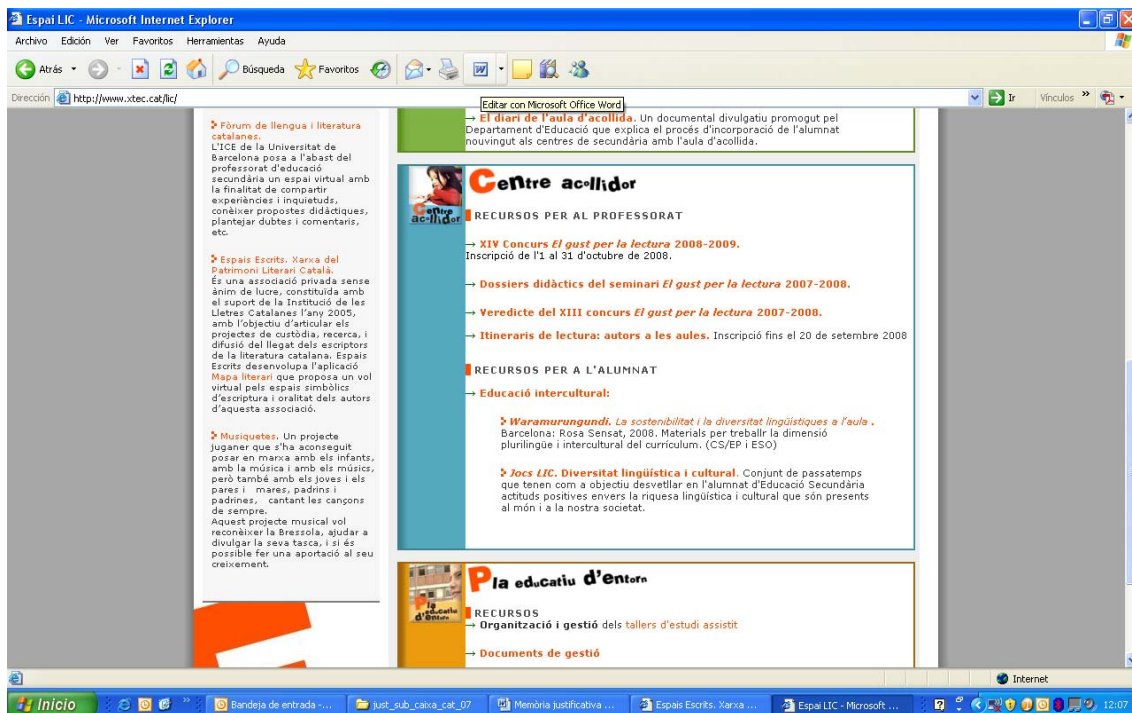 Espai LIC - Microsoft Internet Explorer
Archivo Edición Ver Favoritos Herramientas Ayuda
Atrás Búsqueda Favoritos
Dirección http://www.xtec.cat/lic/ Ir Vínculos »
Editar con Microsoft Office Word
Fòrum de llengua i literatura
catalanes.
L'ICE de la Universitat de
Barcelona posa a l'abast del
professorat d'educació
secundària un espai virtual amb
la finalitat de compartir
experiències i inquietuds,
conèixer propostes didàctiques,
plantejar dubtes i comentaris,
etc.
Espais Escrits. Xarxa del
Patrimoni Literari Català.
És una associació privada sense
ànim de lucre, constituïda amb
el suport de la Institució de les
Lletres Catalanes l'any 2005,
amb l'objectiu d'articular els
projectes de custòdia, recerca, i
difusió del llegat dels escriptors
de la literatura catalana. Espais
Escrits desenvolupa l'aplicació
Mapa literari que proposa un vol
virtual pels espais simbòlics
d'escriptura i oralitat dels autors
d'aquesta associació.
Musiquetes. Un projecte
juganer que s'ha aconseguit
posar en marxa amb els infants,
amb la música i amb els músics,
però també amb els joves i els
pares i mares, padrins i
padrines, cantant les cançons
de sempre.
Aquest projecte musical vol
reconèixer la Bressola, ajudar a
divulgar la seva tasca, i si és
possible fer una aportació al seu
creixement.
→ El diari de l'aula d'acollida. Un documental divulgatiu promogut pel
Departament d'Educació que explica el procés d'incorporació de l'alumnat
nouvingut als centres de secundària amb l'aula d'acollida.
Centre acollidor
Centre
ac-llidor
RECURSOS PER AL PROFESSORAT
→ XIV Concurs El gust per la lectura 2008-2009.
Inscripció de l'1 al 31 d'octubre de 2008.
→ Dossiers didàctics del seminari El gust per la lectura 2007-2008.
→ Veredicte del XIII concurs El gust per la lectura 2007-2008.
→ Itineraris de lectura: autors a les aules. Inscripció fins el 20 de setembre 2008
RECURSOS PER A L'ALUMNAT
→ Educació intercultural:
Waramurungundi. La sostenibilitat i la diversitat lingüístiques a l'aula .
Barcelona: Rosa Sensat, 2008. Materials per treballr la dimensió
plurilingüe i intercultural del currículum. (CS/EP i ESO)
Jocs LIC. Diversitat lingüística i cultural. Conjunt de passatemps
que tenen com a objectiu desvetllar en l'alumnat d'Educació Secundària
actituds positives envers la riquesa lingüística i cultural que són presents
al món i a la nostra societat.
Pla educatiu d'entorn
Pla
educatiu
d'entorn
RECURSOS
→ Organització i gestió dels tallers d'estudi assistit
→ Documents de gestió
Internet
Inicio » Bandeja de entrada -... just_sub_caixa_cat_07 Memòria justificativa ... Espais Escrits. Xarxa ... Espai LIC - Microsoft ... 12:07